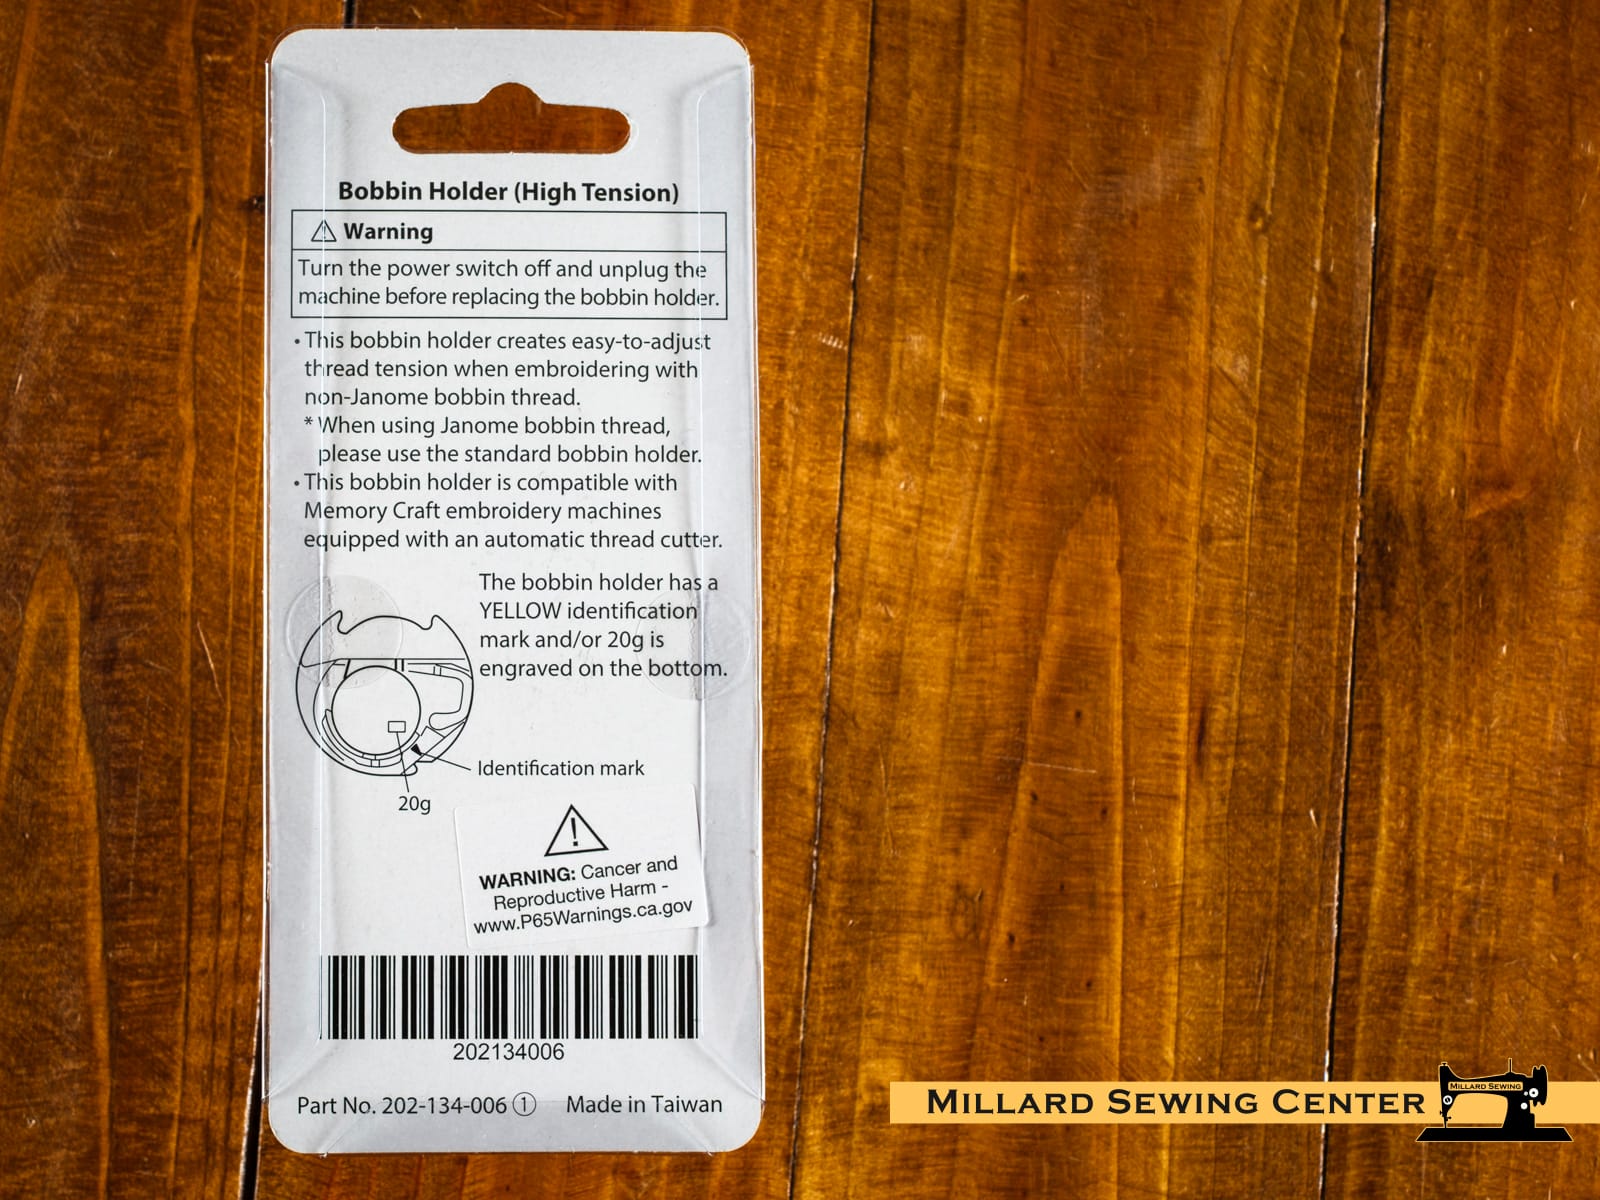 Bobbin Holder (High Tension)
⚠ Warning
Turn the power switch off and unplug the
machine before replacing the bobbin holder.
• This bobbin holder creates easy-to-adjust
thread tension when embroidering with
non-Janome bobbin thread.
* When using Janome bobbin thread,
please use the standard bobbin holder.
• This bobbin holder is compatible with
Memory Craft embroidery machines
equipped with an automatic thread cutter.
The bobbin holder has a
YELLOW identification
mark and/or 20g is
engraved on the bottom.
Identification mark
20g
WARNING: Cancer and
Reproductive Harm -
www.P65Warnings.ca.gov
202134006
Part No. 202-134-006 ① Made in Taiwan
MILLARD SEWING CENTER
MILLARD SEWING